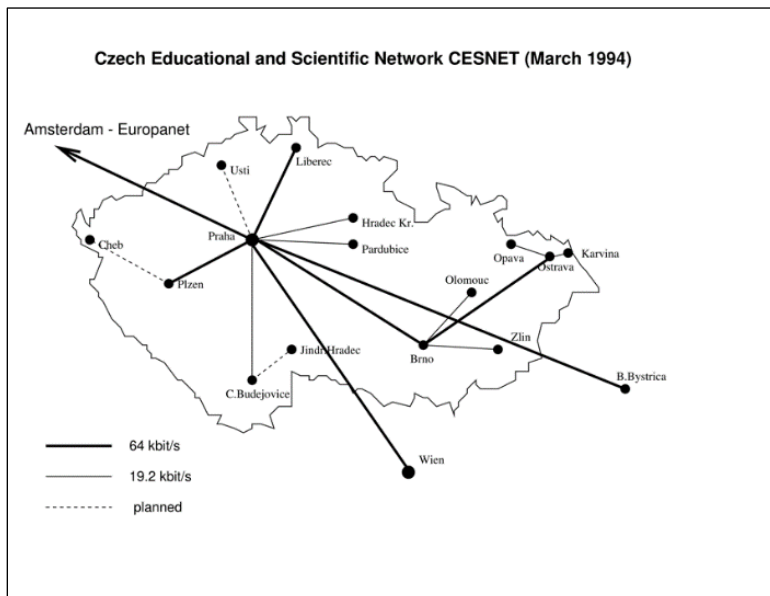 Czech Educational and Scientific Network CESNET (March 1994)
Amsterdam - Europanet
Usti
Liberec
Hradec Kr.
Praha
Pardubice
Cheb
Opava
Karvina
Ostrava
Plzen
Olomouc
Jindr.Hradec
Zlin
Brno
B.Bystrica
C.Budejovice
64 kbit/s
Wien
19.2 kbit/s
planned